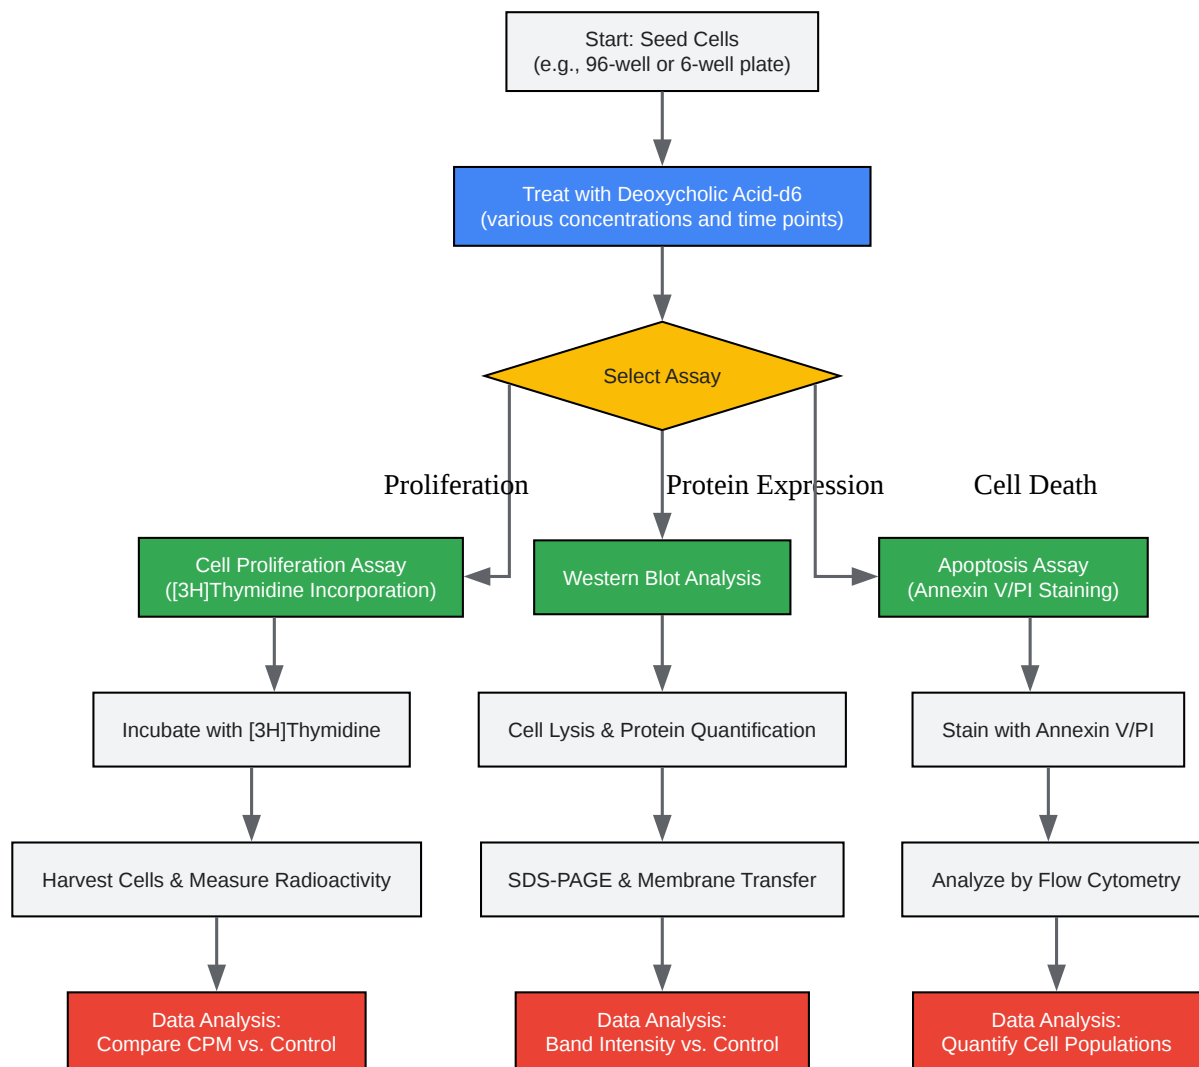 Start: Seed Cells
(e.g., 96-well or 6-well plate)
Treat with Deoxycholic Acid-d6
(various concentrations and time points)
Select Assay
Proliferation
Protein Expression
Cell Death
Cell Proliferation Assay
([3H]Thymidine Incorporation)
Western Blot Analysis
Apoptosis Assay
(Annexin V/PI Staining)
Incubate with [3H]Thymidine
Cell Lysis & Protein Quantification
Stain with Annexin V/PI
Harvest Cells & Measure Radioactivity
SDS-PAGE & Membrane Transfer
Analyze by Flow Cytometry
Data Analysis:
Compare CPM vs. Control
Data Analysis:
Band Intensity vs. Control
Data Analysis:
Quantify Cell Populations